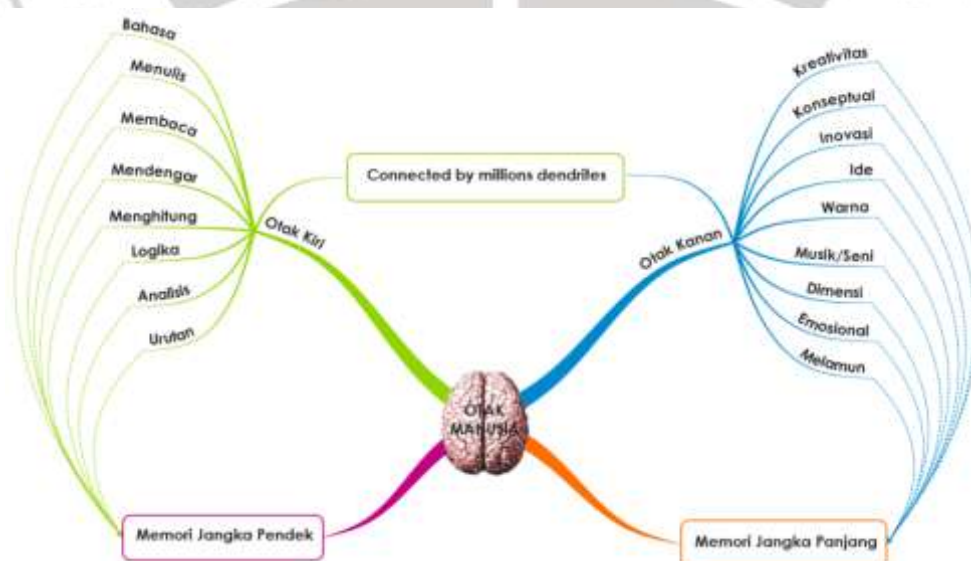 Bahasa
Menulis
Membaca
Mendengar
Menghitung
Logika
Analisis
Urutan
Otak Kiri
Connected by millions dendrites
Otak Kanan
Kreativitas
Konseptual
Inovasi
Ide
Warna
Musik/Seni
Dimensi
Emosional
Melamun
OTAK
MANUSIA
Memori Jangka Pendek
Memori Jangka Panjang